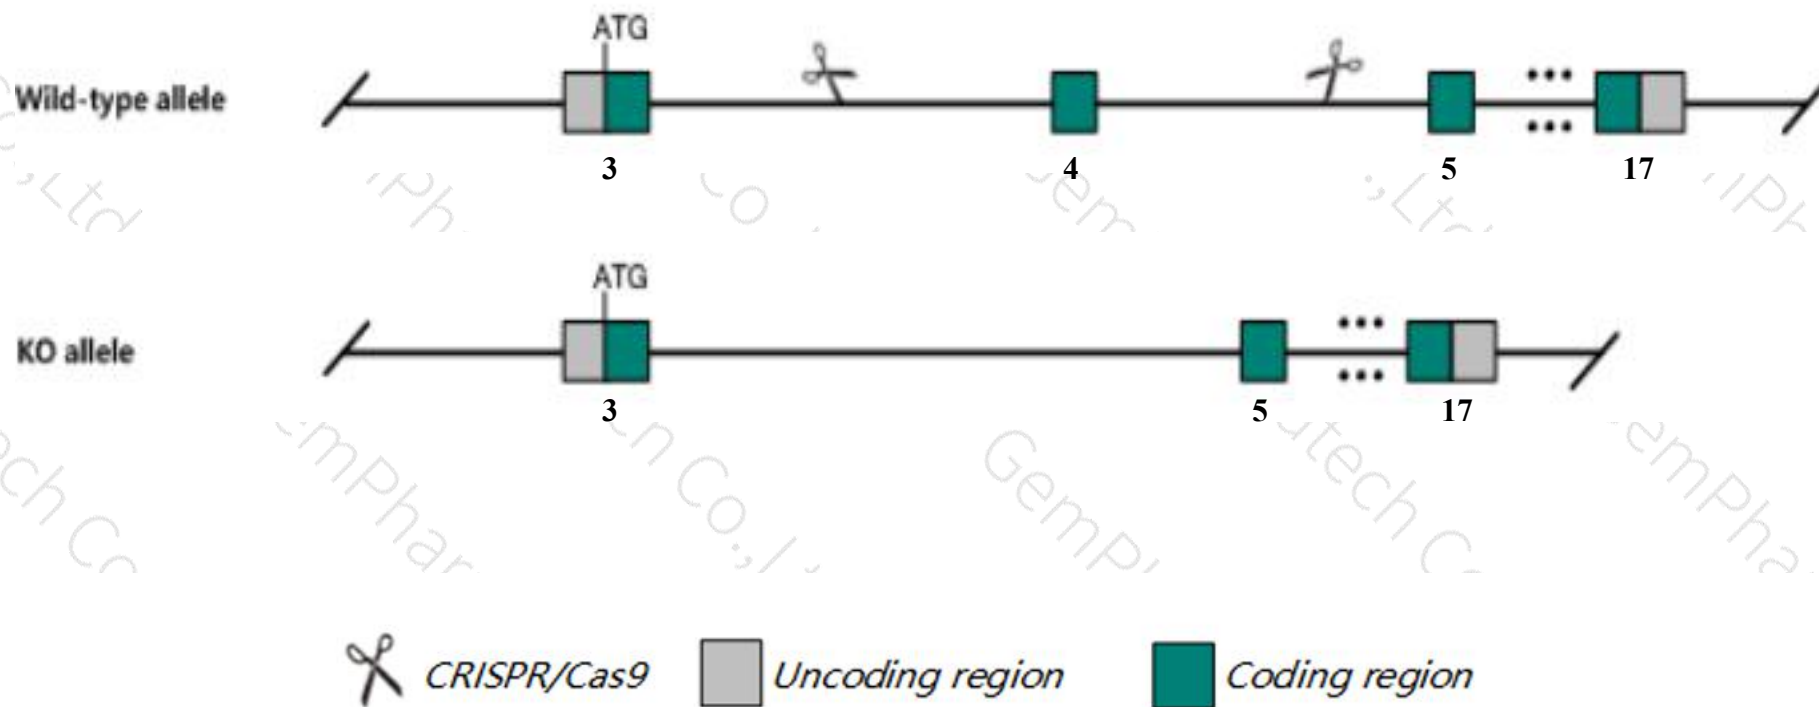 ATG
Wild-type allele
3 4 5 17
ATG
KO allele
3 5 17
CRISPR/Cas9 Uncoding region Coding region